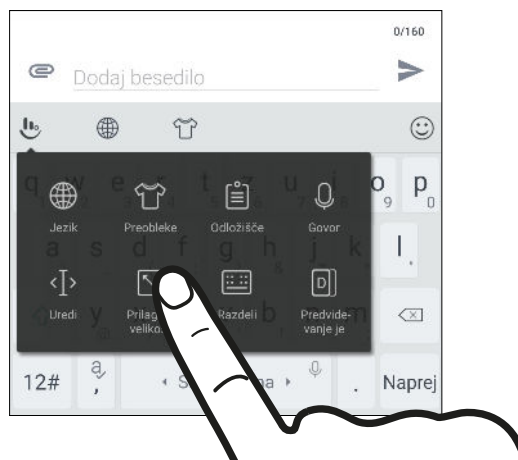 0/160
Dodaj besedilo
q w e r t z u i o p
9 0
Jezik Preobleke Odložišče Govor
a s d f g h j k l
Uredi Razdeli Predvide-
vanje je
y b m
12# , . Naprej